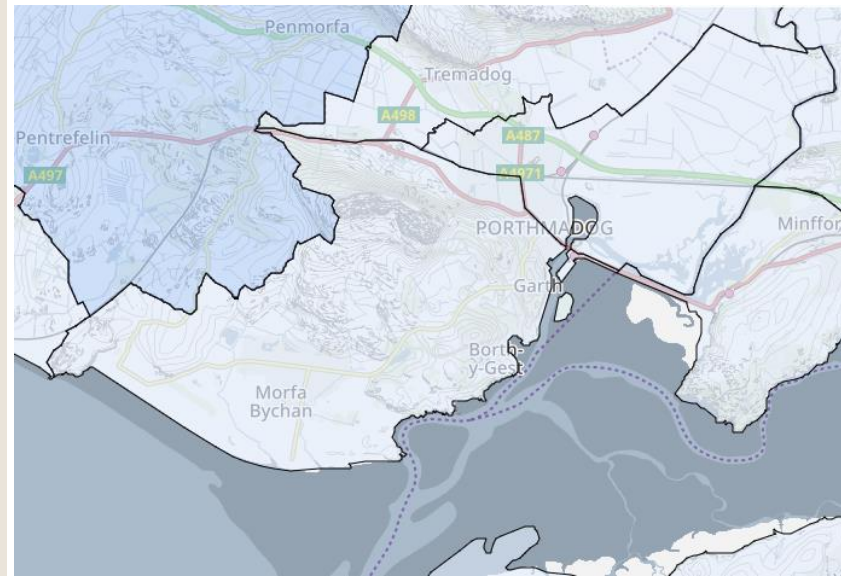 Penmorfa
Tremadog
A498
Pentrefelin
A487
A497
A4971
PORTHMADOG
Minffor
Garth
Borth-
y-Gest
Morfa
Bychan